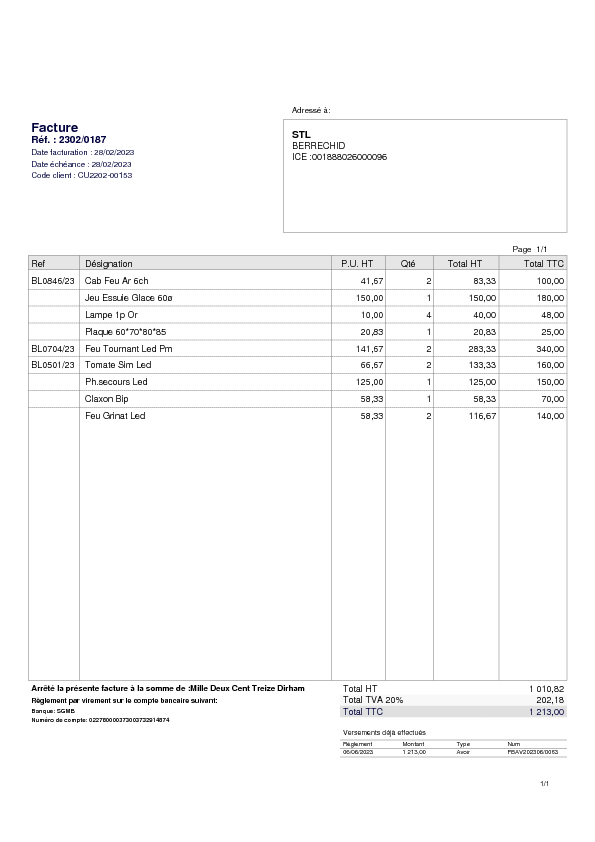 Adressé à:
Facture
Réf. : 2302/0187
Date facturation : 28/02/2023
Date échéance : 28/02/2023
Code client : CU2202-00153
STL
BERRECHID
ICE :001888026000096
Page 1/1
Ref Désignation P.U. HT Qté Total HT Total TTC
BL0846/23 Cab Feu Ar 6ch 41,67 2 83,33 100,00
Jeu Essuie Glace 60ø 150,00 1 150,00 180,00
Lampe 1p Or 10,00 4 40,00 48,00
Plaque 60*70*80*85 20,83 1 20,83 25,00
BL0704/23 Feu Tournant Led Pm 141,67 2 283,33 340,00
BL0501/23 Tomate Sim Led 66,67 2 133,33 160,00
Ph.secours Led 125,00 1 125,00 150,00
Claxon Bip 58,33 1 58,33 70,00
Feu Grinat Led 58,33 2 116,67 140,00
Arrêté la présente facture à la somme de :Mille Deux Cent Treize Dirham
Règlement par virement sur le compte bancaire suivant:
Banque: SGMB
Numéro de compte:
Total HT 1 010,82
Total TVA 20% 202,18
Total TTC 1 213,00
Versements déjà effectués
Règlement Montant Type Num
06/06/2023 1 213,00 Avoir
1/1